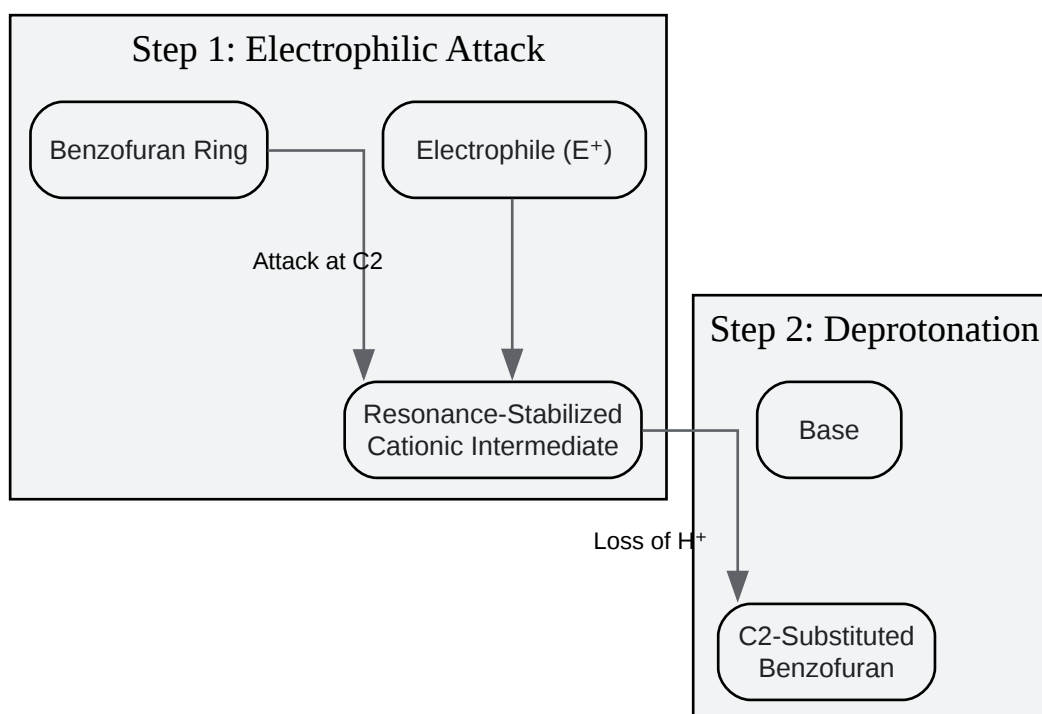 Step 1: Electrophilic Attack
Benzofuran Ring
Electrophile (E⁺)
Attack at C2
Resonance-Stabilized
Cationic Intermediate
Step 2: Deprotonation
Base
Loss of H⁺
C2-Substituted
Benzofuran